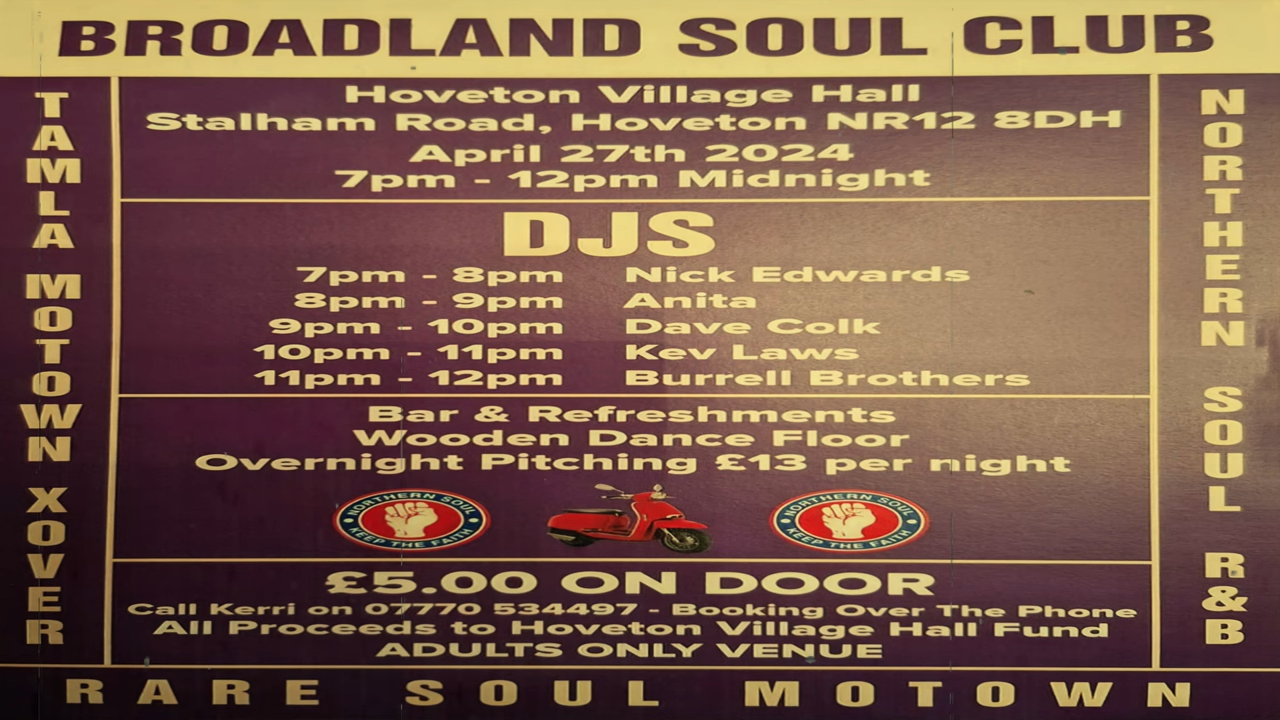 BROADLAND SOUL CLUB
TAMLA MOTOWN XOVER
Hoveton Village Hall
Stalham Road, Hoveton NR12 8DH
April 27th 2024
7pm - 12pm Midnight
DJS
7pm - 8pm Nick Edwards
8pm - 9pm Anita
9pm - 10pm Dave Colk
10pm - 11pm Kev Laws
11pm - 12pm Burrell Brothers
Bar & Refreshments
Wooden Dance Floor
Overnight Pitching £13 per night
NORTHERN SOUL
KEEP THE FAITH
NORTHERN SOUL
KEEP THE FAITH
£5.00 ON DOOR
Call Kerri on 07770 534497 - Booking Over The Phone
All Proceeds to Hoveton Village Hall Fund
ADULTS ONLY VENUE
NORTHERN SOUL R&B
RARE SOUL MOTOWN